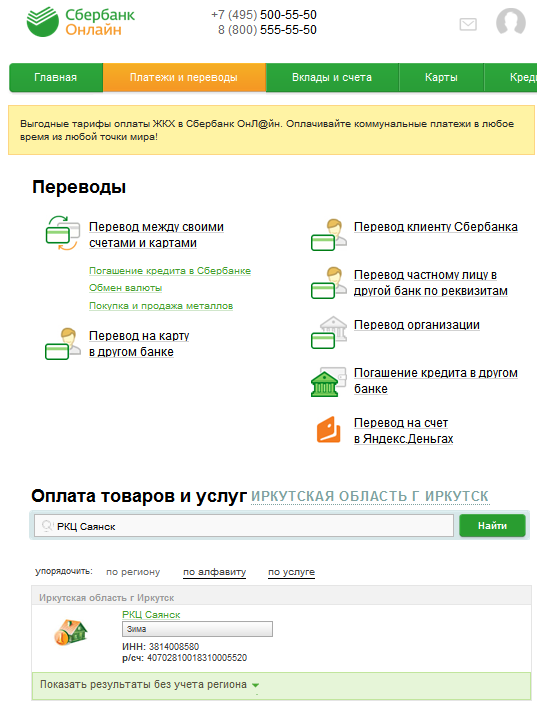 Сбербанк
Онлайн
+7 (495) 500-55-50
8 (800) 555-55-50
Главная
Платежи и переводы
Вклады и счета
Карты
Креди
Выгодные тарифы оплаты ЖКХ в Сбербанк ОнЛ@йн. Оплачивайте коммунальные платежи в любое
время из любой точки мира!
Переводы
Перевод между своими
счетами и картами
Погашение кредита в Сбербанке
Обмен валюты
Покупка и продажа металлов
Перевод на карту
в другом банке
Перевод клиенту Сбербанка
Перевод частному лицу в
другой банк по реквизитам
Перевод организации
Погашение кредита в другом
банке
Перевод на счет
в Яндекс.Деньгах
Оплата товаров и услуг ИРКУТСКАЯ ОБЛАСТЬ Г ИРКУТСК
РКЦ Саянск
Найти
упорядочить: по региону по алфавиту по услуге
Иркутская область г Иркутск
РКЦ Саянск
Зима
ИНН: 3814008580
р/сч: 40702810018310005520
Показать результаты без учета региона